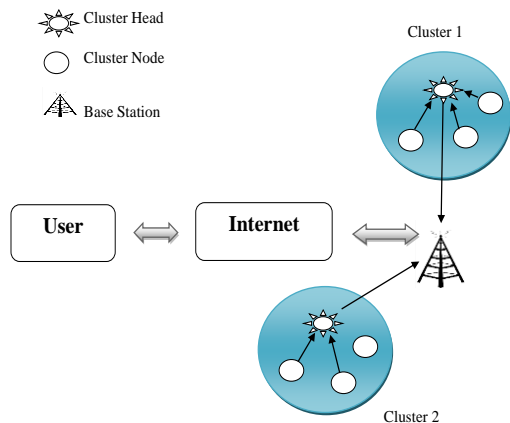 Cluster Head
Cluster 1
Cluster Node
Base Station
User
Internet
Cluster 2